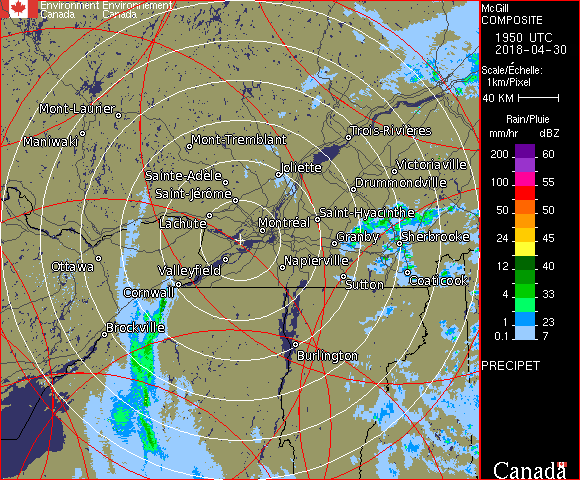 Environment Environnement
Canada Canada
McGill
COMPOSITE
1950 UTC
2018-04-30
Scale/Échelle:
1km/Pixel
40 KM
Rain/Pluie
mm/hr dBZ
200 60
100 55
50 50
24 45
12 40
4 33
1 23
0.1 7
PRECIPET
Canada
Mont-Laurier
Maniwaki
Mont-Tremblant
Trois-Rivières
Joliette
Victoriaville
Sainte-Adèle
Drummondville
Saint-Jérôme
Saint-Hyacinthe
Lachute
Montréal
Granby
Sherbrooke
Ottawa
Valleyfield
Napierville
Sutton
Coaticook
Cornwall
Brockville
Burlington